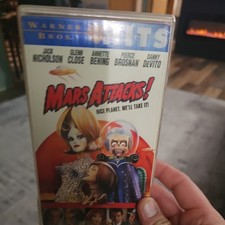 WARNER BROS. HITS
JACK NICHOLSON GLENN CLOSE ANNETTE BENING PIERCE BROSNAN DANNY DEVITO
MARS ATTACKS!
NICE PLANET. WE'LL TAKE IT!